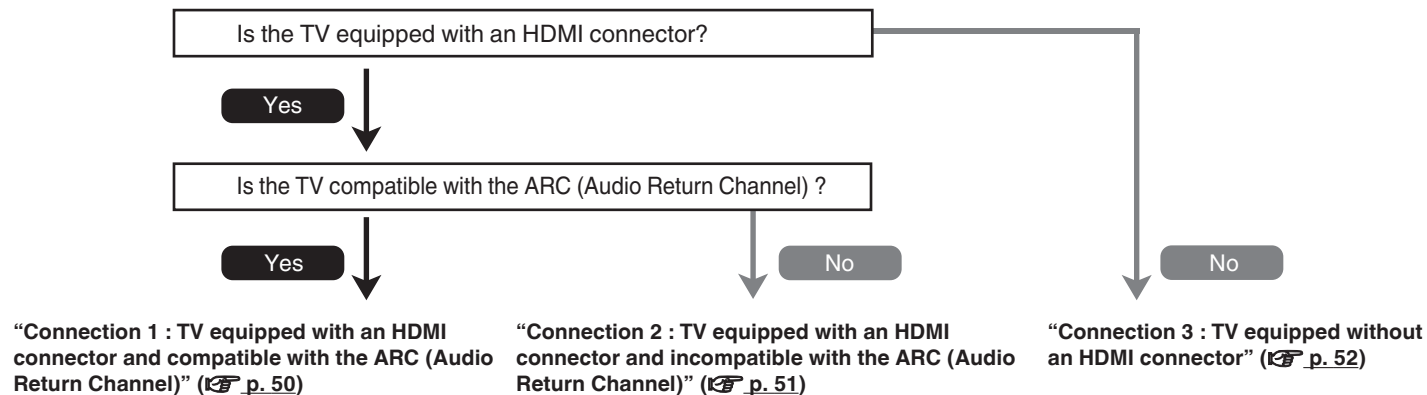 Is the TV equipped with an HDMI connector?
Yes
Is the TV compatible with the ARC (Audio Return Channel) ?
Yes
No
No
“Connection 1 : TV equipped with an HDMI
connector and compatible with the ARC (Audio
Return Channel)” (☞ p. 50)
“Connection 2 : TV equipped with an HDMI
connector and incompatible with the ARC (Audio
Return Channel)” (☞ p. 51)
“Connection 3 : TV equipped without
an HDMI connector” (☞ p. 52)